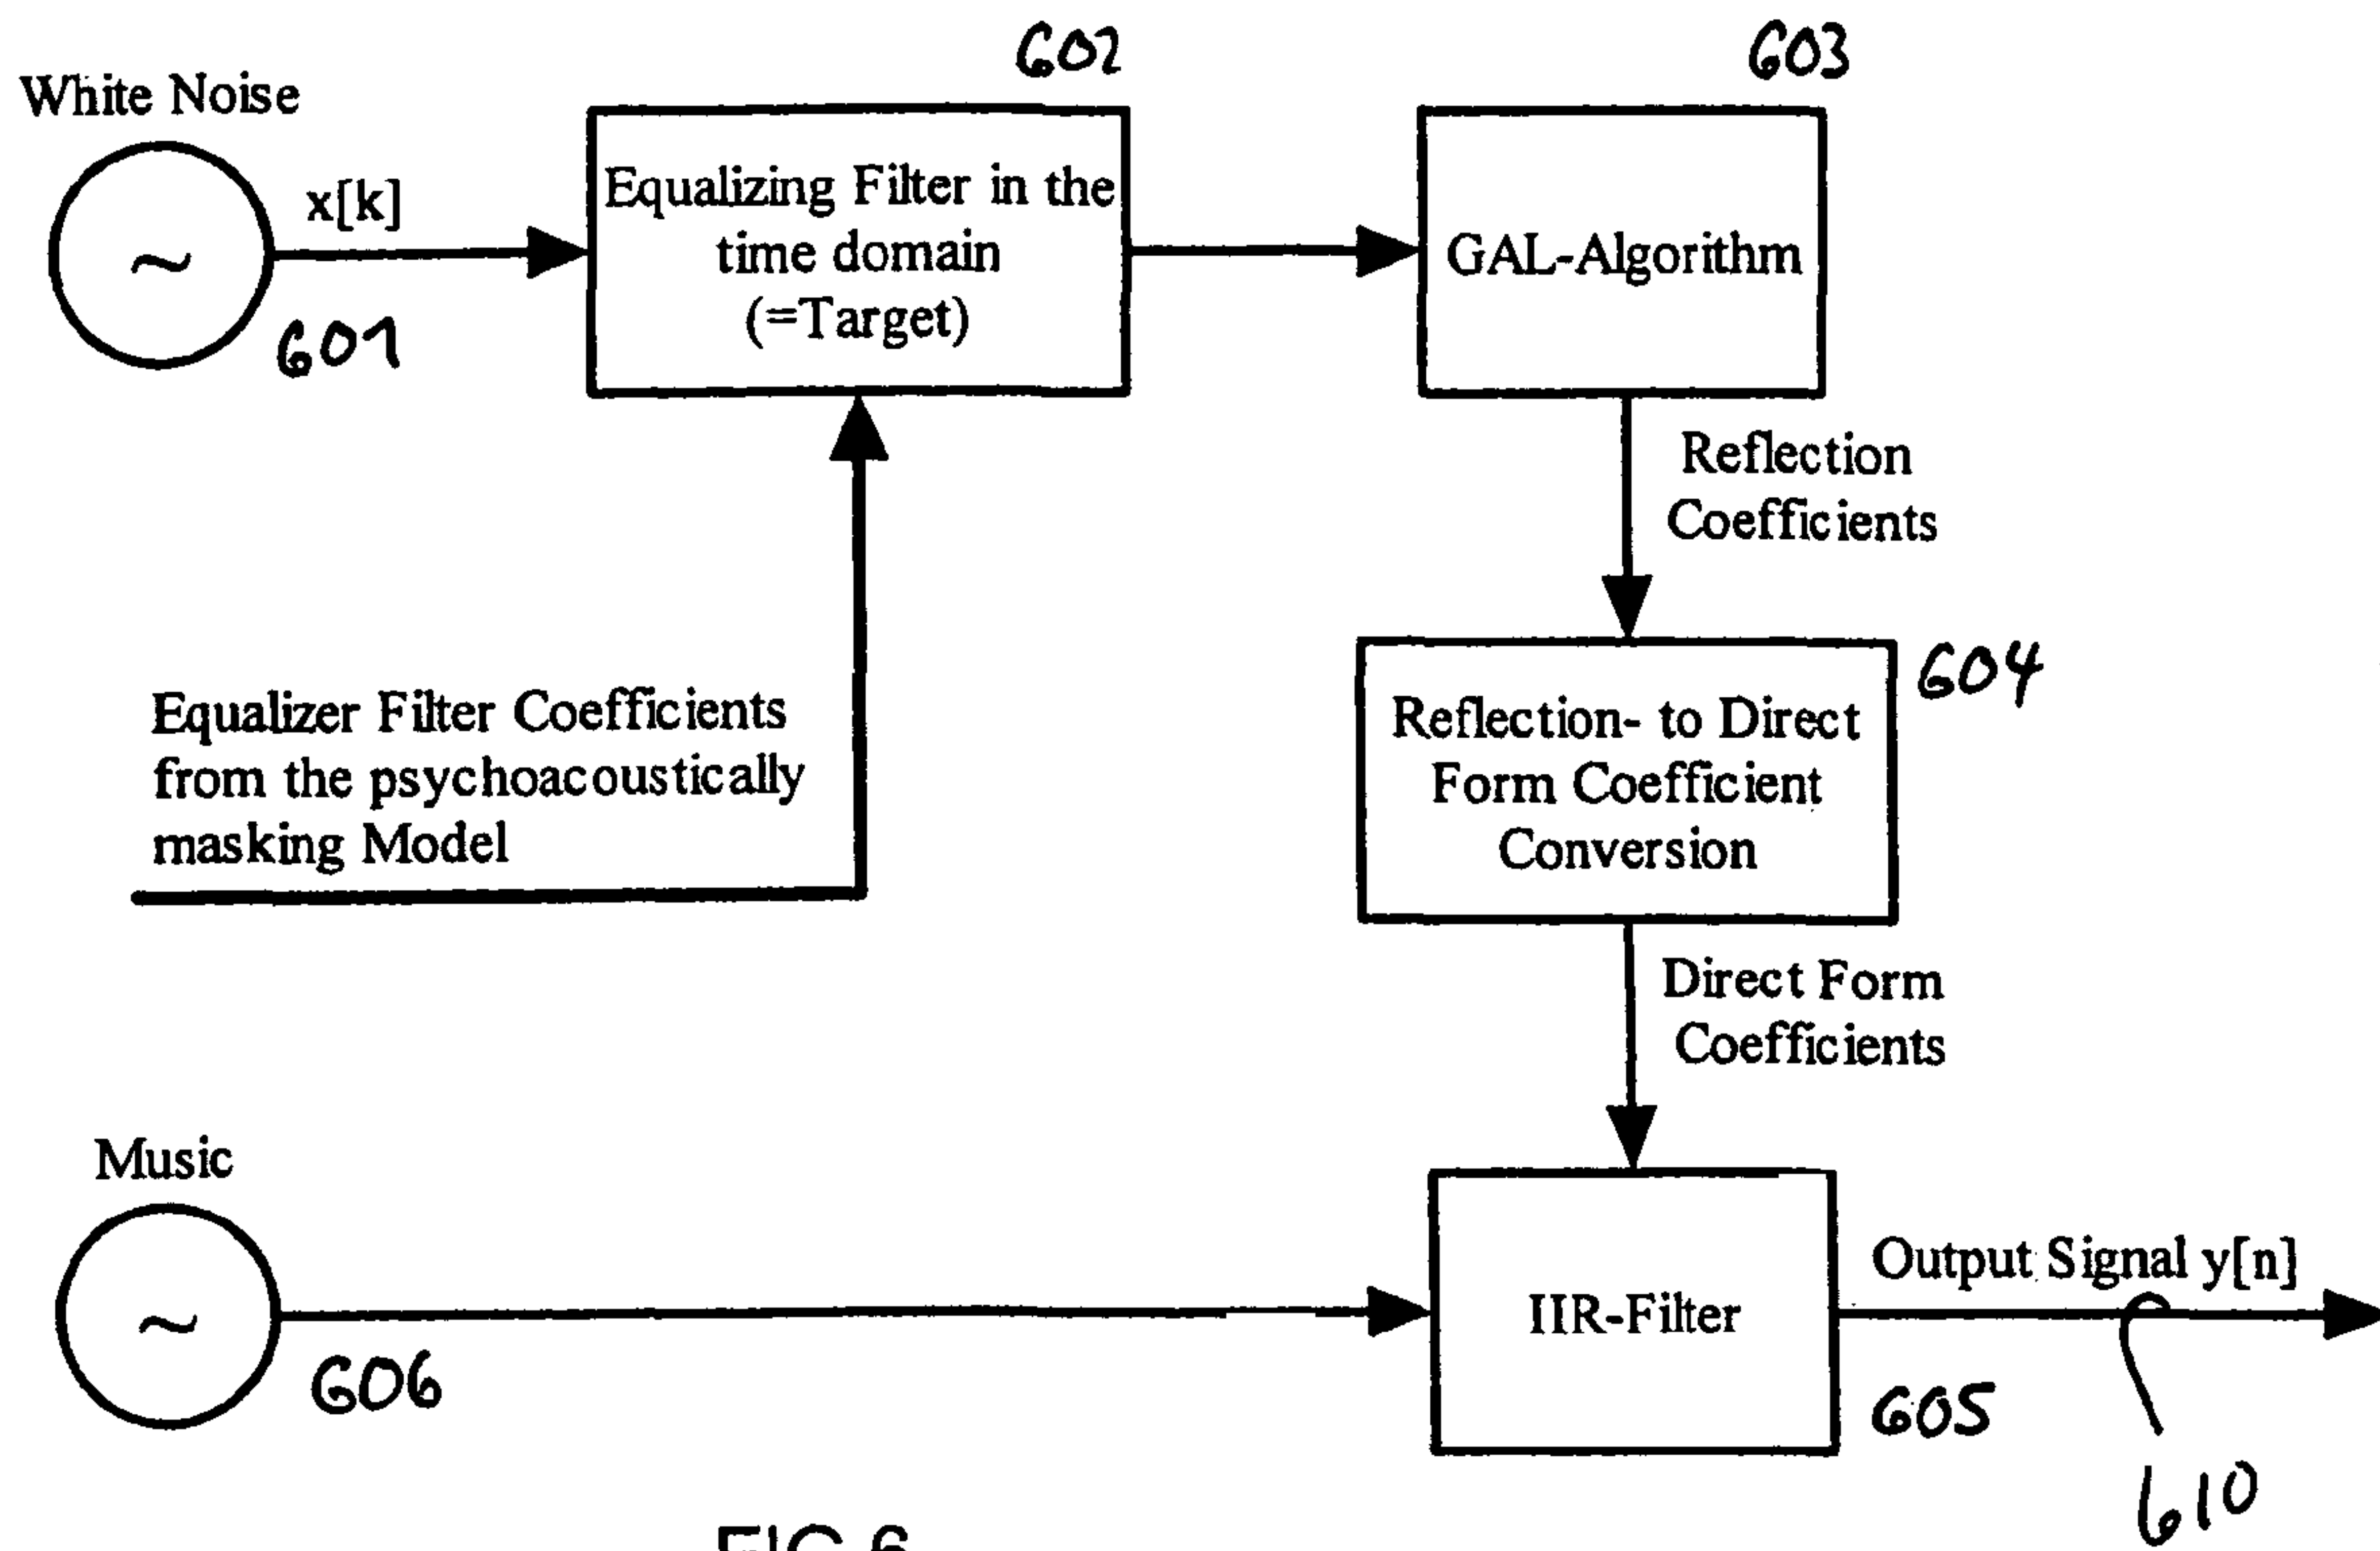 602
603
White Noise
x[k]
601
~
Equalizing Filter in the
time domain
(=Target)
GAL-Algorithm
Reflection
Coefficients
604
Equalizer Filter Coefficients
from the psychoacoustically
masking Model
Reflection- to Direct
Form Coefficient
Conversion
Direct Form
Coefficients
Music
~
606
IIR-Filter
Output Signal y[n]
605
610
FIG 6